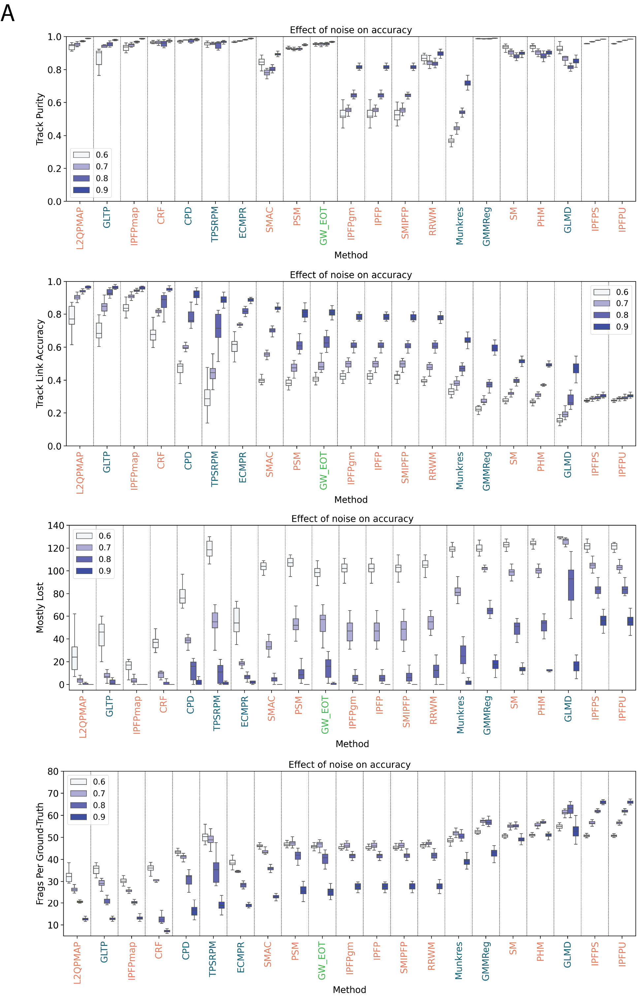 A
Effect of noise on accuracy
Track Purity
1.0
0.8
0.6
0.4
0.2
0.0
0.6
0.7
0.8
0.9
L2QPMAP GLTP IPFPmap CRF CPD TPSRPM ECMPR SMAC PSM GW_EOT IPFPgm IPFP SMIPFP RRWM Munkres GMMReg SM PHM GLMD IPFPS IPFPU
Method
Effect of noise on accuracy
Track Link Accuracy
1.0
0.8
0.6
0.4
0.2
0.0
0.6
0.7
0.8
0.9
L2QPMAP GLTP IPFPmap CRF CPD TPSRPM ECMPR SMAC PSM GW_EOT IPFPgm IPFP SMIPFP RRWM Munkres GMMReg SM PHM GLMD IPFPS IPFPU
Method
Effect of noise on accuracy
Mostly Lost
140
120
100
80
60
40
20
0
0.6
0.7
0.8
0.9
L2QPMAP GLTP IPFPmap CRF CPD TPSRPM ECMPR SMAC PSM GW_EOT IPFPgm IPFP SMIPFP RRWM Munkres GMMReg SM PHM GLMD IPFPS IPFPU
Method
Effect of noise on accuracy
Frags Per Ground-Truth
80
70
60
50
40
30
20
10
0.6
0.7
0.8
0.9
L2QPMAP GLTP IPFPmap CRF CPD TPSRPM ECMPR SMAC PSM GW_EOT IPFPgm IPFP SMIPFP RRWM Munkres GMMReg SM PHM GLMD IPFPS IPFPU
Method